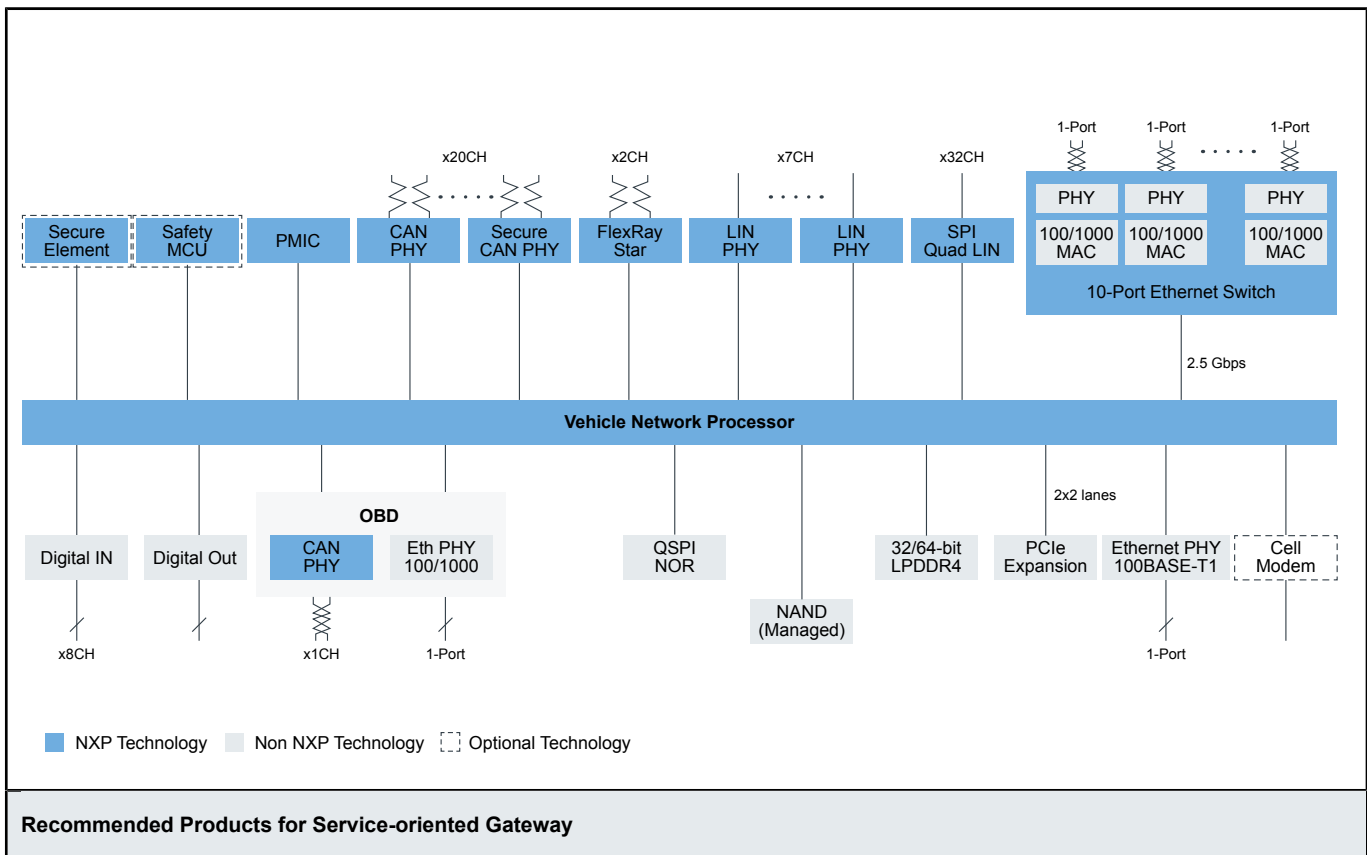 1-Port
1-Port
1-Port
x20CH
x2CH
x7CH
x32CH
Secure
Element
Safety
MCU
PMIC
CAN
PHY
Secure
CAN PHY
FlexRay
Star
LIN
PHY
LIN
PHY
SPI
Quad LIN
PHY
PHY
PHY
100/1000
MAC
100/1000
MAC
100/1000
MAC
10-Port Ethernet Switch
2.5 Gbps
Vehicle Network Processor
2x2 lanes
OBD
Digital IN
Digital Out
CAN
PHY
Eth PHY
100/1000
QSPI
NOR
NAND
(Managed)
32/64-bit
LPDDR4
PCIe
Expansion
Ethernet PHY
100BASE-T1
Cell
Modem
x8CH
x1CH
1-Port
1-Port
NXP Technology
Non NXP Technology
Optional Technology
Recommended Products for Service-oriented Gateway